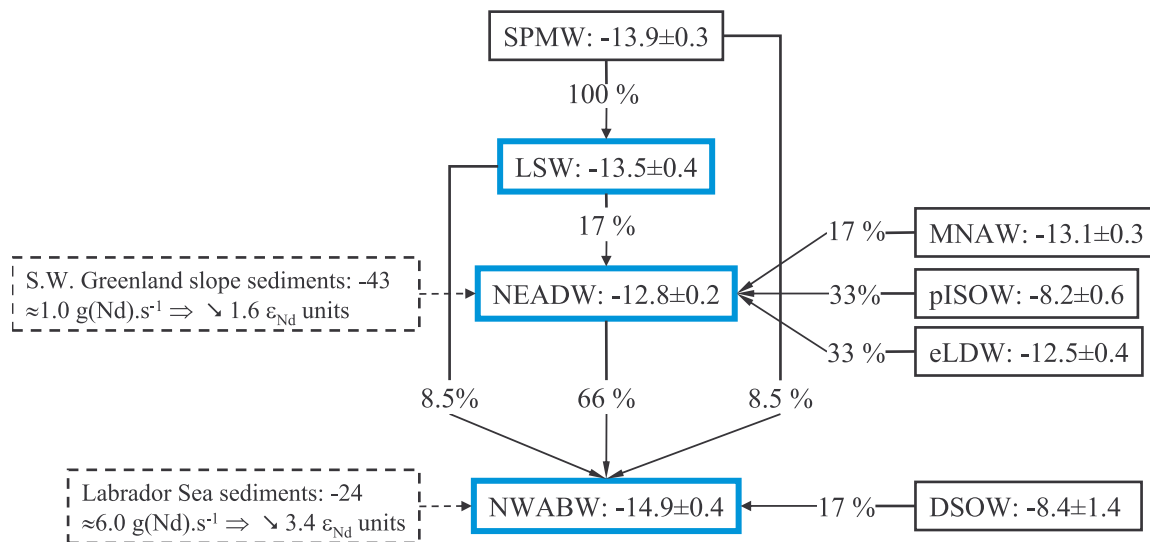 SPMW: -13.9±0.3
100 %
LSW: -13.5±0.4
17 %
MNAW: -13.1±0.3
17 %
S.W. Greenland slope sediments: -43
≈1.0 g(Nd).s⁻¹ ⇒ ↘ 1.6 εNd units
NEADW: -12.8±0.2
33%
pISOW: -8.2±0.6
33 %
eLDW: -12.5±0.4
8.5%
66 %
8.5 %
Labrador Sea sediments: -24
≈6.0 g(Nd).s⁻¹ ⇒ ↘ 3.4 εNd units
NWABW: -14.9±0.4
17 %
DSOW: -8.4±1.4